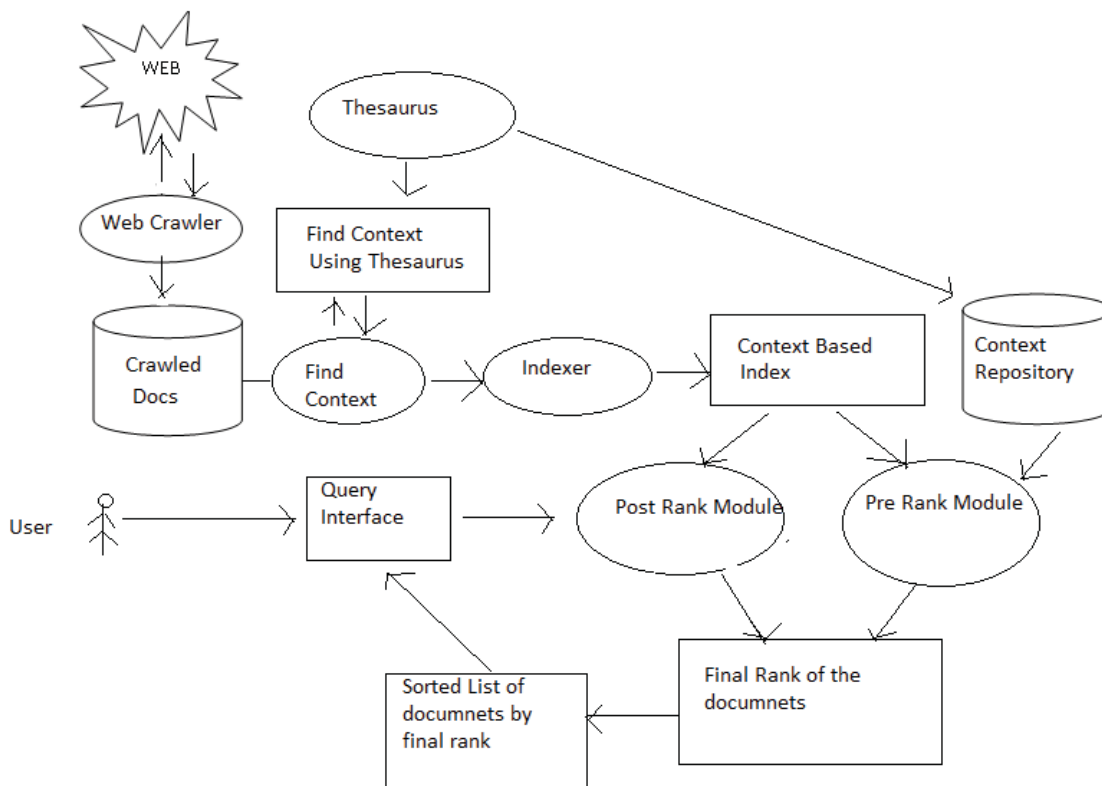 WEB
Thesaurus
Web Crawler
Find Context
Using Thesaurus
Crawled
Docs
Find
Context
Indexer
Context Based
Index
Context
Repository
User
Query
Interface
Post Rank Module
Pre Rank Module
Sorted List of
documnets by
final rank
Final Rank of the
documnets